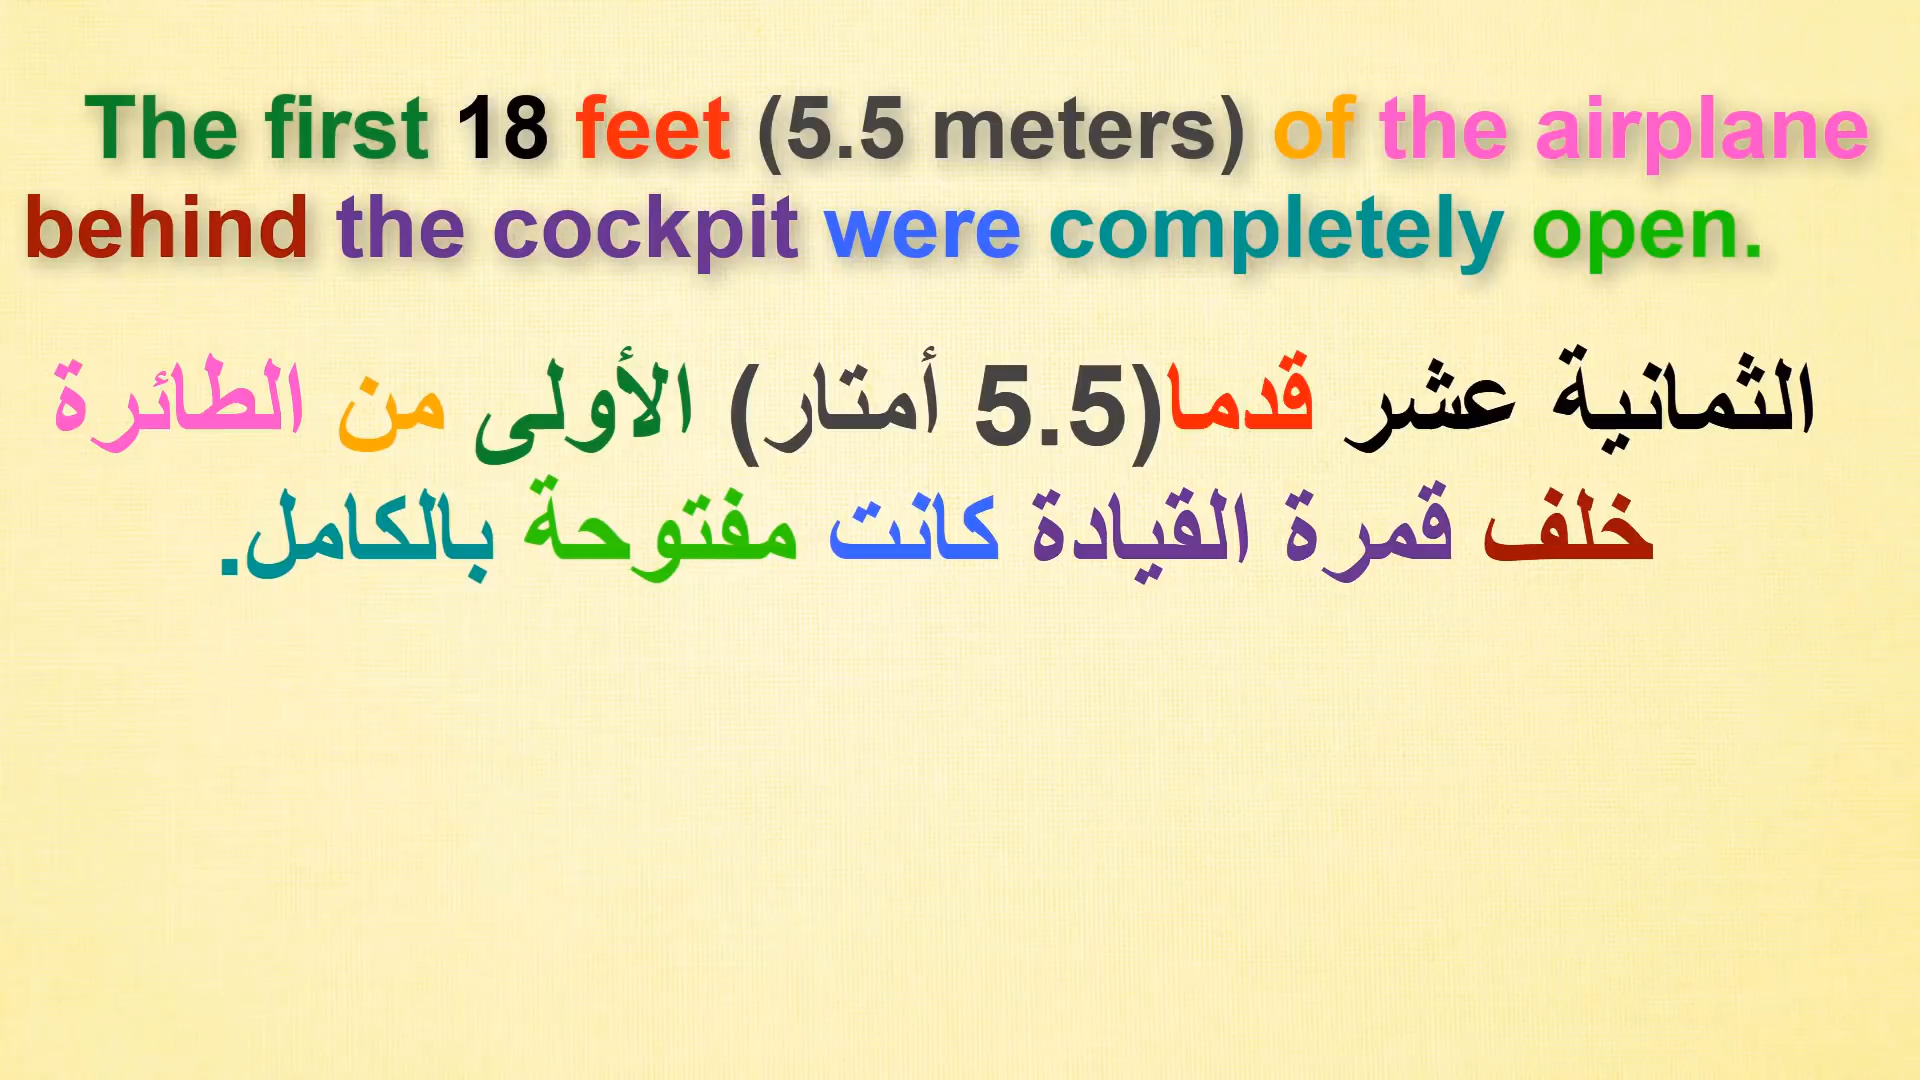 The first 18 feet (5.5 meters) of the airplane
behind the cockpit were completely open.
الثمانية عشر قدما(5.5 أمتار) الأولى من الطائرة
خلف قمرة القيادة كانت مفتوحة بالكامل.